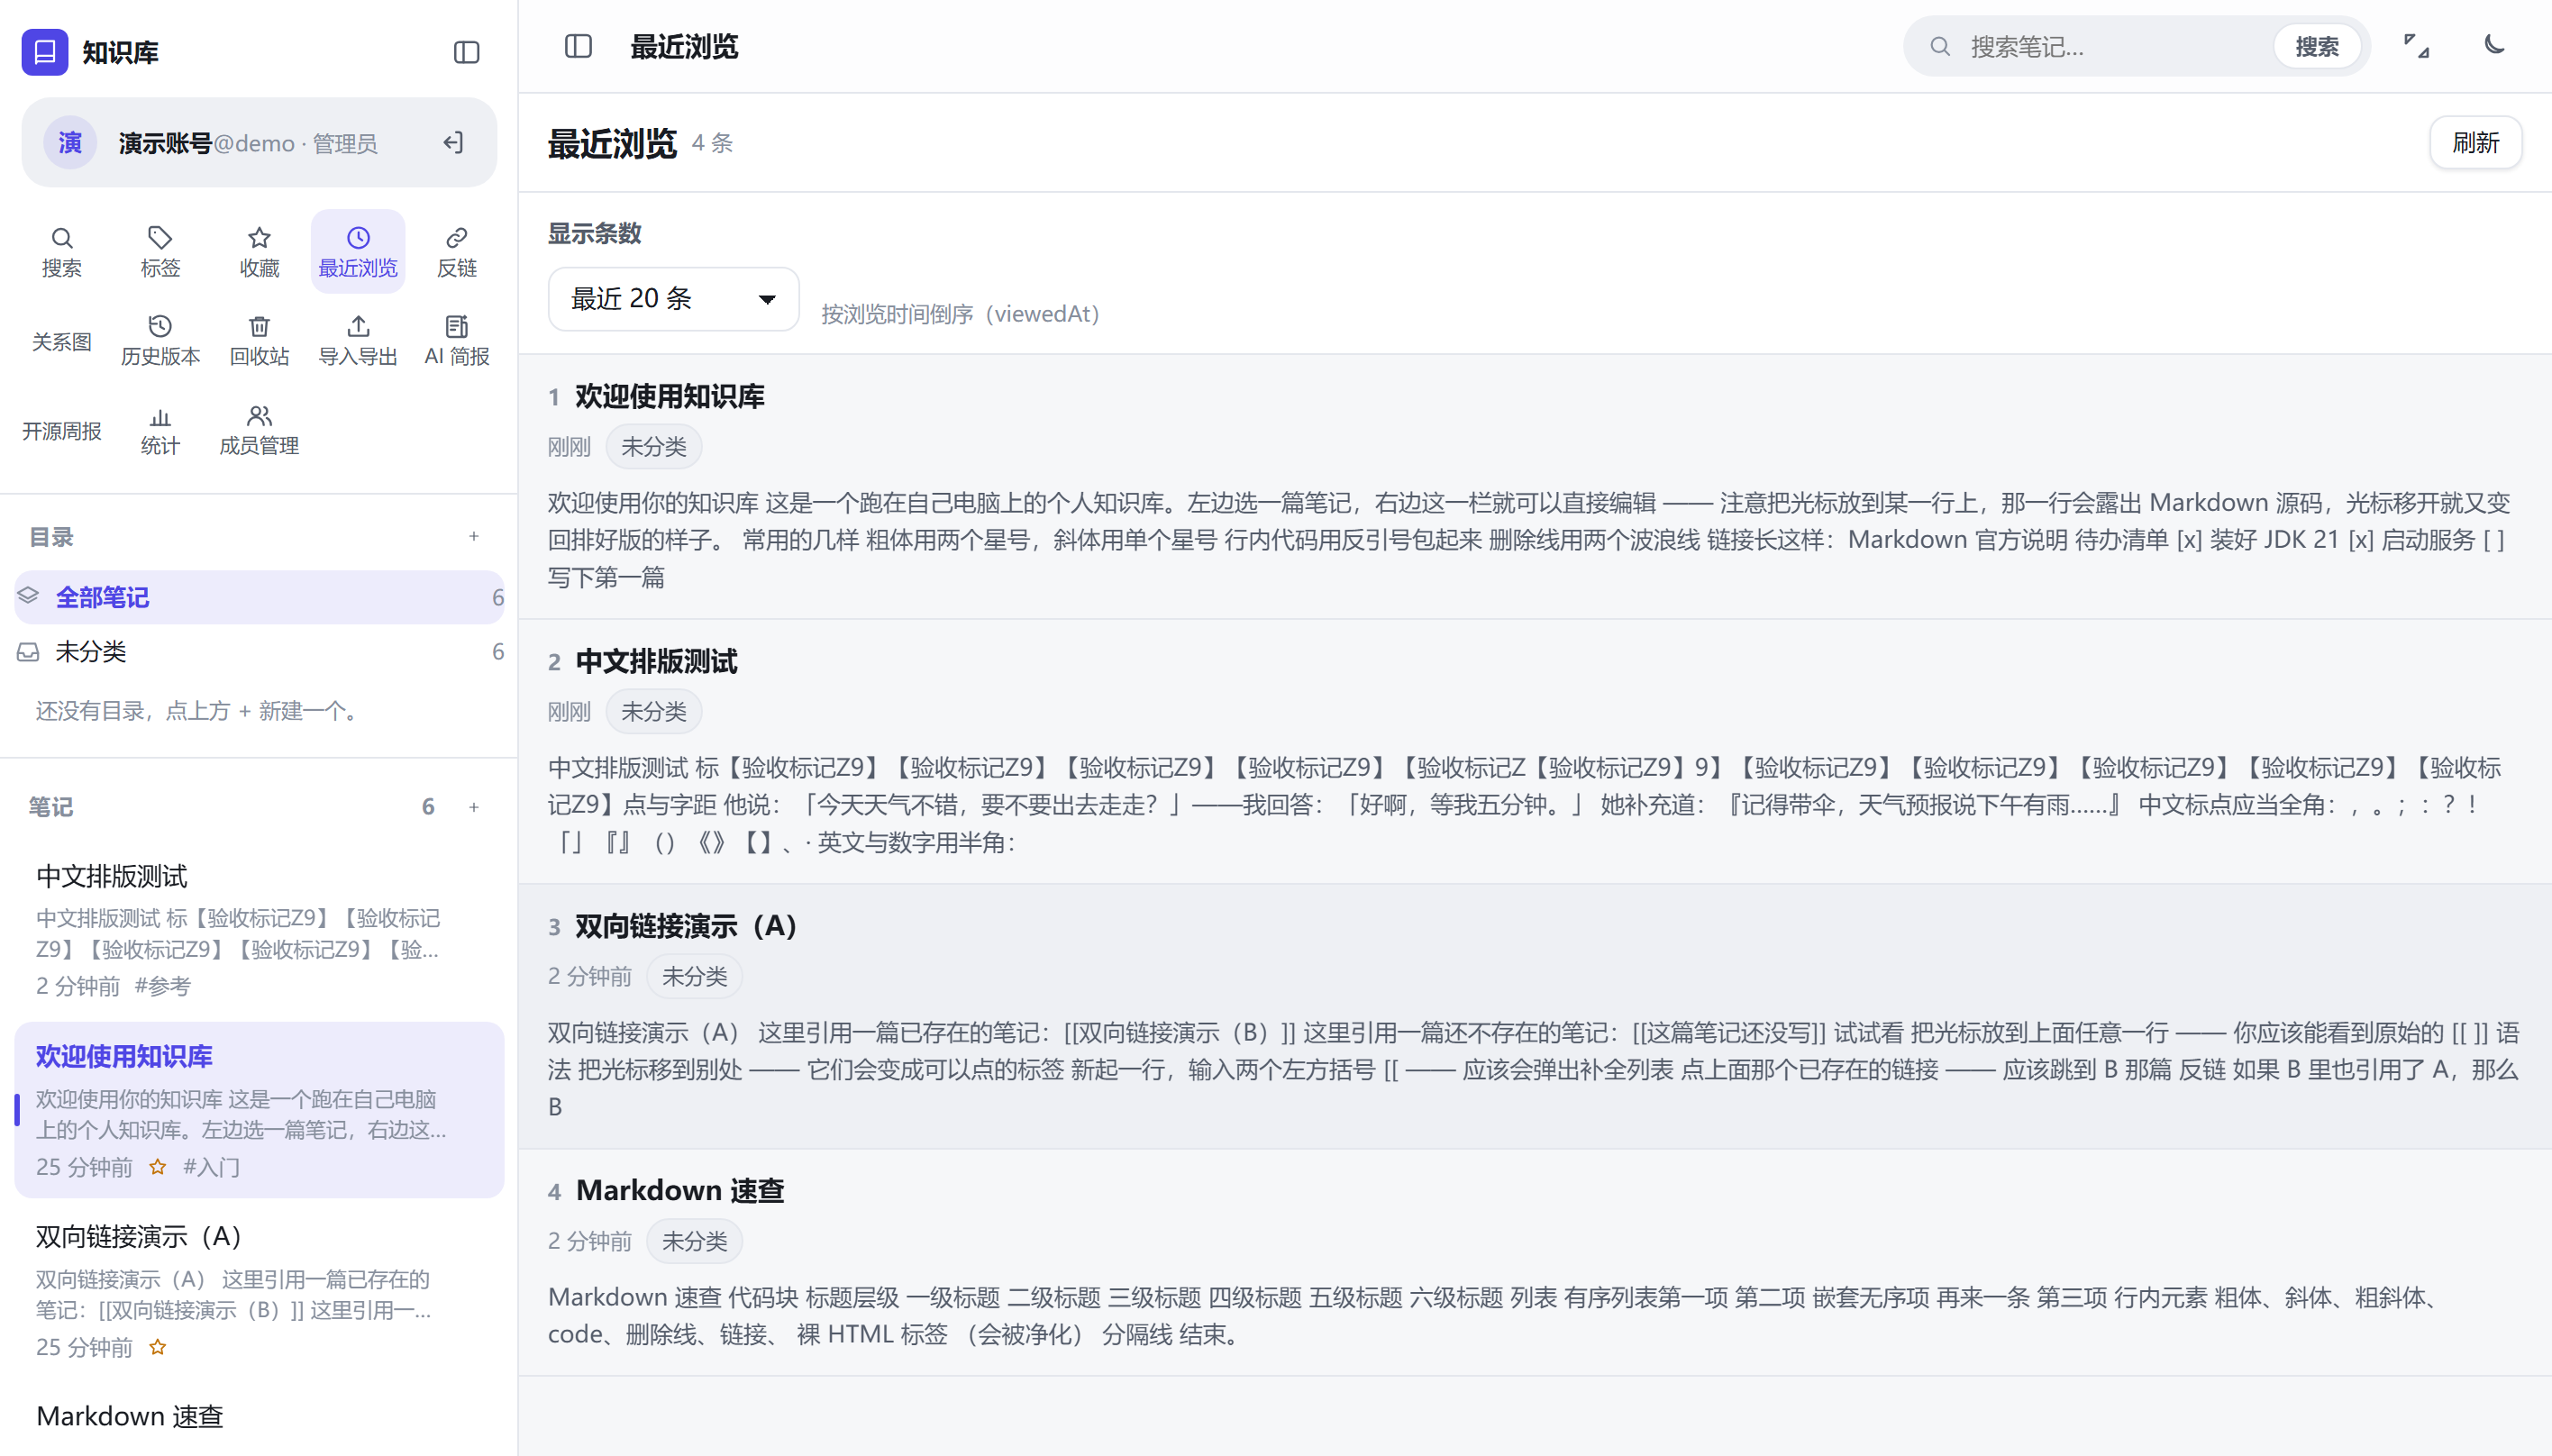 知识库
演 演示账号@demo · 管理员
搜索 标签 收藏 最近浏览 反链
关系图 历史版本 回收站 导入导出 AI 简报
开源周报 统计 成员管理
目录 +
全部笔记 6
未分类 6
还没有目录，点上方 + 新建一个。
笔记 6 +
中文排版测试
中文排版测试 标【验收标记Z9】【验收标记
Z9】【验收标记Z9】【验收标记Z9】【验...
2 分钟前 #参考
欢迎使用知识库
欢迎使用你的知识库 这是一个跑在自己电脑
上的个人知识库。左边选一篇笔记，右边这...
25 分钟前 #入门
双向链接演示（A）
双向链接演示（A） 这里引用一篇已存在的
笔记：[[双向链接演示（B）]] 这里引用一...
25 分钟前
Markdown 速查
最近浏览
搜索笔记... 搜索
最近浏览 4 条 刷新
显示条数
最近 20 条 按浏览时间倒序（viewedAt）
1 欢迎使用知识库
刚刚 未分类
欢迎使用你的知识库 这是一个跑在自己电脑上的个人知识库。左边选一篇笔记，右边这一栏就可以直接编辑 —— 注意把光标放到某一行上，那一行会露出 Markdown 源码，光标移开就又变
回排好版的样子。 常用的几样 粗体用两个星号，斜体用单个星号 行内代码用反引号包起来 删除线用两个波浪线 链接长这样：Markdown 官方说明 待办清单 [x] 装好 JDK 21 [x] 启动服务 [ ]
写下第一篇
2 中文排版测试
刚刚 未分类
中文排版测试 标【验收标记Z9】【验收标记Z9】【验收标记Z9】【验收标记Z9】【验收标记Z【验收标记Z9】9】【验收标记Z9】【验收标记Z9】【验收标记Z9】【验收标记Z9】【验收标
记Z9】点与字距 他说：「今天天气不错，要不要出去走走？」——我回答：「好啊，等我五分钟。」 她补充道：『记得带伞，天气预报说下午有雨……』 中文标点应当全角：，。；：？！
「」『』（）《》【】、· 英文与数字用半角：
3 双向链接演示（A）
2 分钟前 未分类
双向链接演示（A） 这里引用一篇已存在的笔记：[[双向链接演示（B）]] 这里引用一篇还不存在的笔记：[[这篇笔记还没写]] 试试看 把光标放到上面任意一行 —— 你应该能看到原始的 [[ ]] 语
法 把光标移到别处 —— 它们会变成可以点的标签 新起一行，输入两个左方括号 [[ —— 应该会弹出补全列表 点上面那个已存在的链接 —— 应该跳到 B 那篇 反链 如果 B 里也引用了 A，那么
B
4 Markdown 速查
2 分钟前 未分类
Markdown 速查 代码块 标题层级 一级标题 二级标题 三级标题 四级标题 五级标题 六级标题 列表 有序列表第一项 第二项 嵌套无序项 再来一条 第三项 行内元素 粗体、斜体、粗斜体、
code、删除线、链接、 裸 HTML 标签 （会被净化） 分隔线 结束。